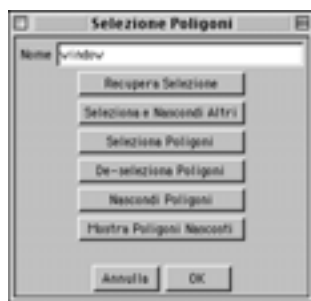 Selezione Poligoni
Nome window
Recupera Selezione
Seleziona e Nascondi Altri
Seleziona Poligoni
De-seleziona Poligoni
Nascondi Poligoni
Mostra Poligoni Nascosti
Annulla OK